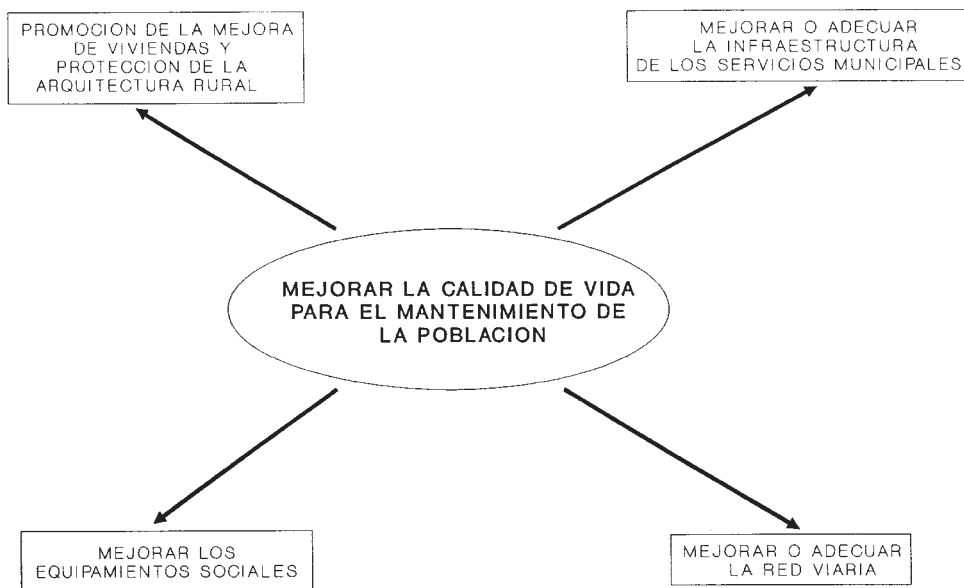 PROMOCION DE LA MEJORA
DE VIVIENDAS Y
PROTECCION DE LA
ARQUITECTURA RURAL
MEJORAR O ADECUAR
LA INFRAESTRUCTURA
DE LOS SERVICIOS MUNICIPALES
MEJORAR LA CALIDAD DE VIDA
PARA EL MANTENIMIENTO DE
LA POBLACION
MEJORAR LOS
EQUIPAMIENTOS SOCIALES
MEJORAR O ADECUAR
LA RED VIARIA